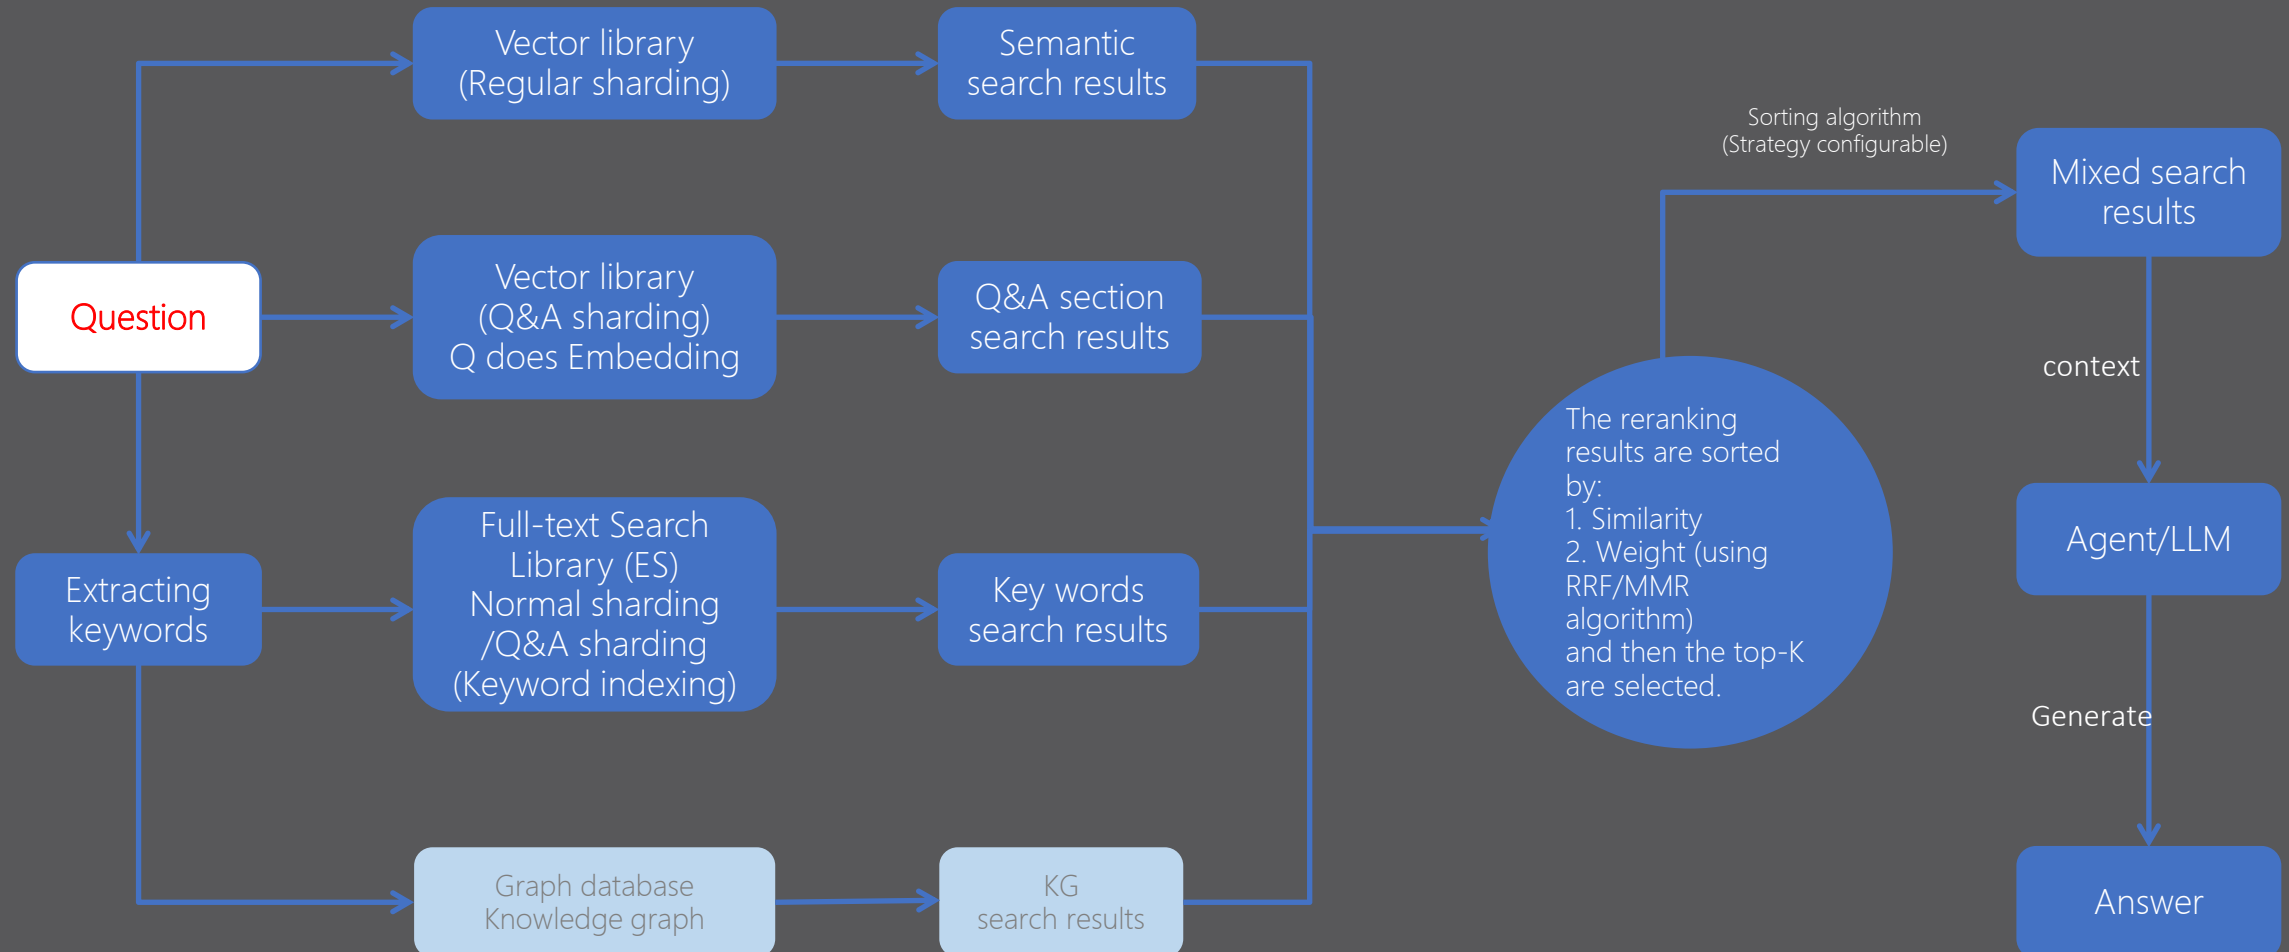 Vector library
(Regular sharding)
Semantic
search results
Sorting algorithm
(Strategy configurable)
Mixed search
results
Question
Vector library
(Q&A sharding)
Q does Embedding
Q&A section
search results
context
The reranking
results are sorted
by:
1. Similarity
2. Weight (using
RRF/MMR
algorithm)
and then the top-K
are selected.
Extracting
keywords
Full-text Search
Library (ES)
Normal sharding
/Q&A sharding
(Keyword indexing)
Key words
search results
Agent/LLM
Generate
Graph database
Knowledge graph
KG
search results
Answer